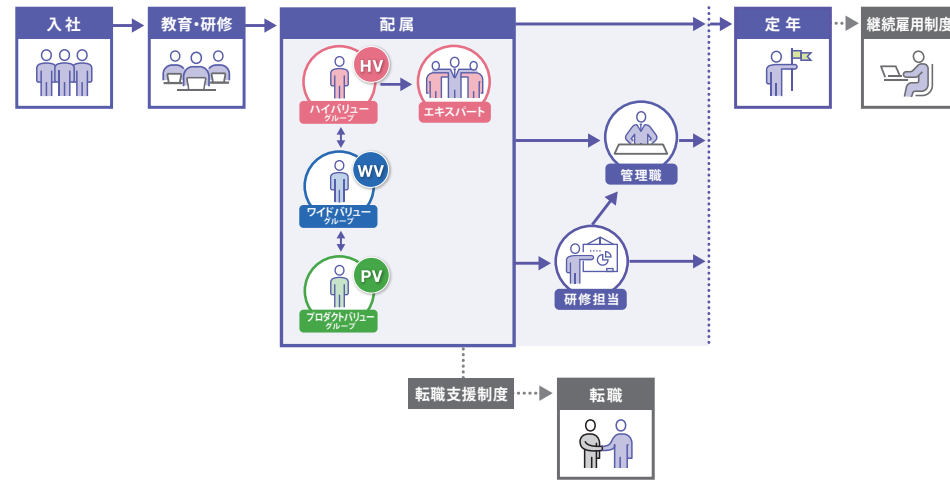 入社
教育・研修
配属
定年
継続雇用制度
HV
ハイバリュー
グループ
エキスパート
WV
ワイドバリュー
グループ
管理職
PV
プロダクトバリュー
グループ
研修担当
転職支援制度
転職